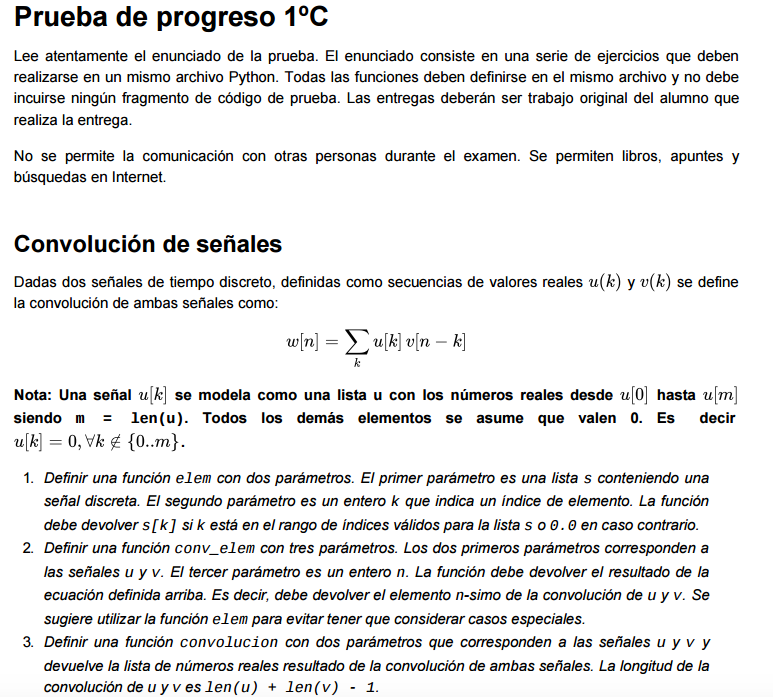 Prueba de progreso 1ºC
Lee atentamente el enunciado de la prueba. El enunciado consiste en una serie de ejercicios que deben
realizarse en un mismo archivo Python. Todas las funciones deben definirse en el mismo archivo y no debe
incuirse ningún fragmento de código de prueba. Las entregas deberán ser trabajo original del alumno que
realiza la entrega.
No se permite la comunicación con otras personas durante el examen. Se permiten libros, apuntes y
búsquedas en Internet.
Convolución de señales
Dadas dos señales de tiempo discreto, definidas como secuencias de valores reales u(k) y v(k) se define
la convolución de ambas señales como:
w[n] = ∑ u[k] v[n − k]
k
Nota: Una señal u[k] se modela como una lista u con los números reales desde u[0] hasta u[m]
siendo m = len(u). Todos los demás elementos se asume que valen 0. Es decir
u[k] = 0, ∀k ∉ {0..m}.
1. Definir una función elem con dos parámetros. El primer parámetro es una lista s conteniendo una
señal discreta. El segundo parámetro es un entero k que indica un índice de elemento. La función
debe devolver s[k] si k está en el rango de índices válidos para la lista s o 0.0 en caso contrario.
2. Definir una función conv_elem con tres parámetros. Los dos primeros parámetros corresponden a
las señales u y v. El tercer parámetro es un entero n. La función debe devolver el resultado de la
ecuación definida arriba. Es decir, debe devolver el elemento n-simo de la convolución de u y v. Se
sugiere utilizar la función elem para evitar tener que considerar casos especiales.
3. Definir una función convolucion con dos parámetros que corresponden a las señales u y v y
devuelve la lista de números reales resultado de la convolución de ambas señales. La longitud de la
convolución de u y v es len(u) + len(v) - 1.